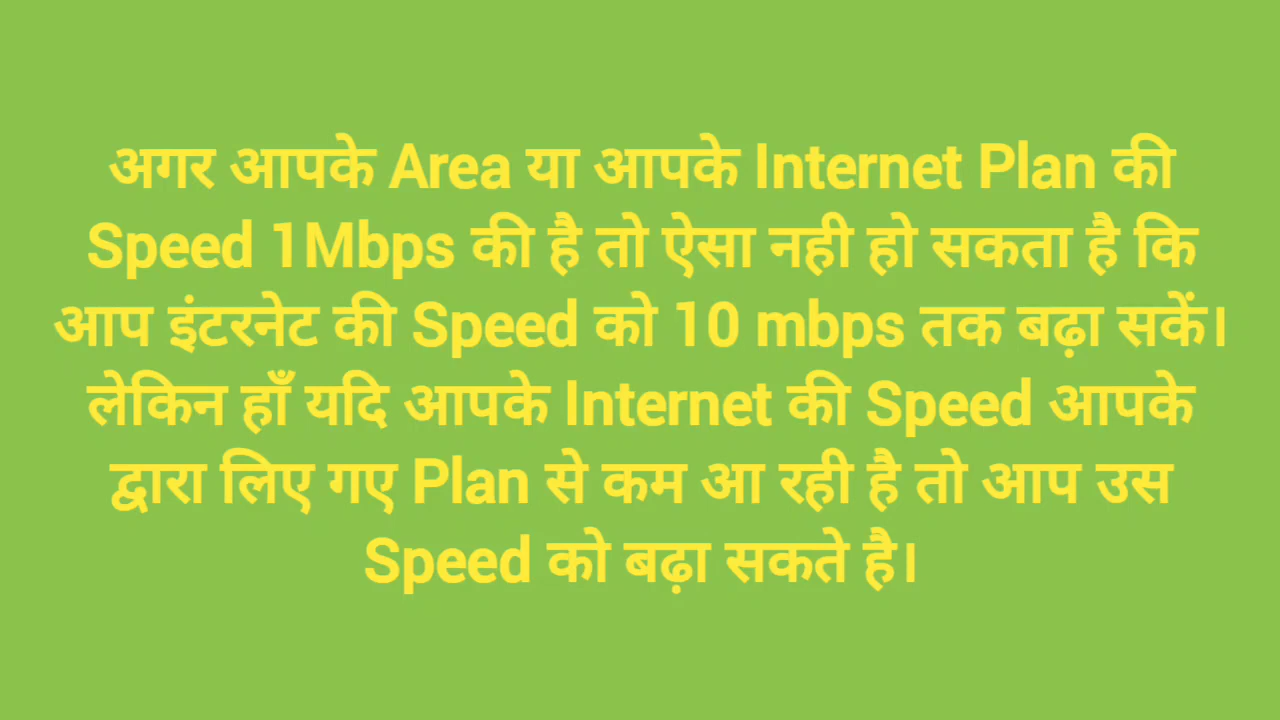 अगर आपके Area या आपके Internet Plan की
Speed 1Mbps की है तो ऐसा नही हो सकता है कि
आप इंटरनेट की Speed को 10 mbps तक बढ़ा सकें।
लेकिन हाँ यदि आपके Internet की Speed आपके
द्वारा लिए गए Plan से कम आ रही है तो आप उस
Speed को बढ़ा सकते है।